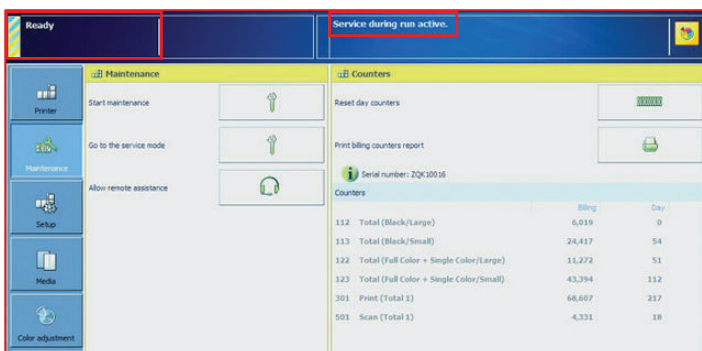 Ready
Service during run active.
Printer
Maintenance
Setup
Media
Color adjustment
Maintenance
Start maintenance
Go to the service mode
Allow remote assistance
Counters
Reset day counters
Print billing counters report
Serial number: ZQK10016
Counters
Billing Day
112 Total (Black/Large) 6,019 0
113 Total (Black/Small) 24,417 54
122 Total (Full Color + Single Color/Large) 11,272 51
123 Total (Full Color + Single Color/Small) 43,394 112
301 Print (Total 1) 68,607 217
501 Scan (Total 1) 4,331 18